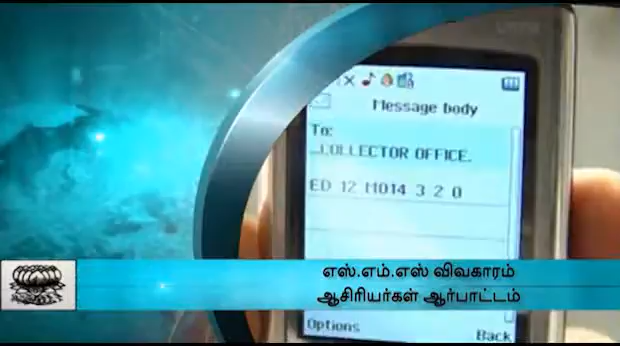 Message body
To:
COLLECTOR OFFICE.
ED 12 M014 3 2 0
எஸ்.எம்.எஸ் விவகாரம்
ஆசிரியர்கள் ஆர்பாட்டம்
Options
Back